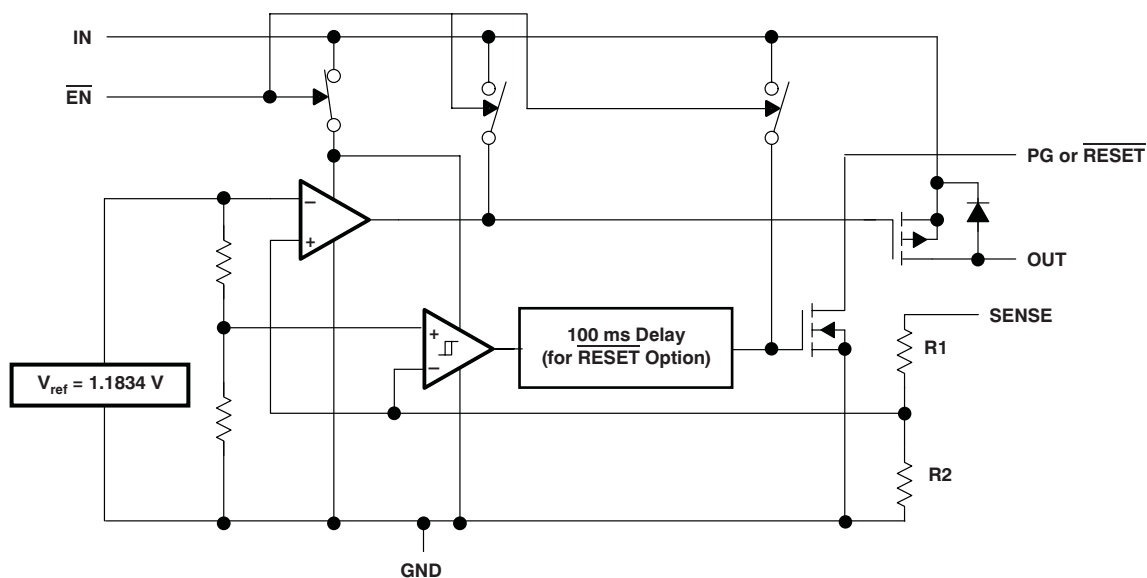 IN
EN
PG or RESET
−
+
OUT
SENSE
+
−
100 ms Delay
(for RESET Option)
R1
Vref = 1.1834 V
R2
GND